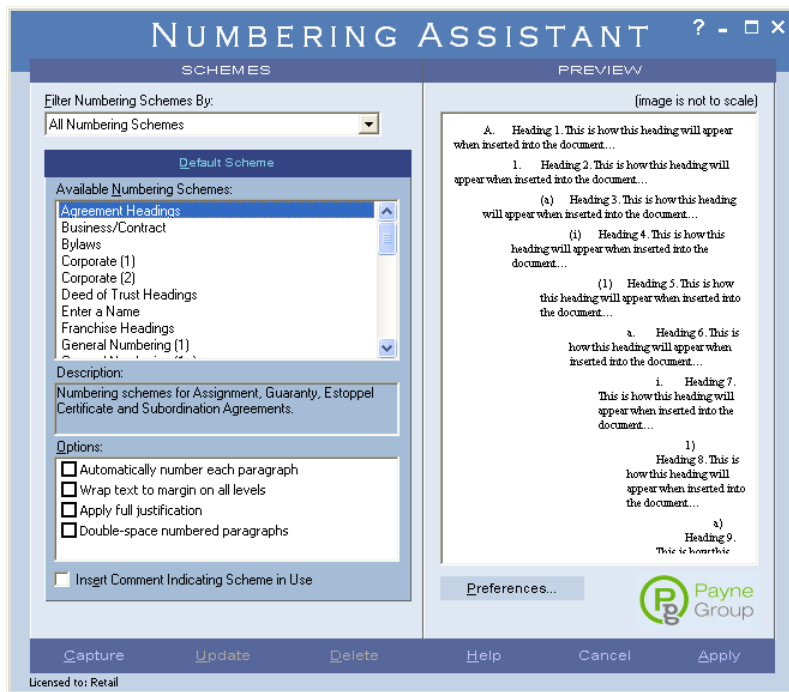 NUMBERING ASSISTANT
? - □ ×
SCHEMES
PREVIEW
Filter Numbering Schemes By:
All Numbering Schemes
Default Scheme
Available Numbering Schemes:
Agreement Headings
Business/Contract
Bylaws
Corporate (1)
Corporate (2)
Deed of Trust Headings
Enter a Name
Franchise Headings
General Numbering (1)
Description:
Numbering schemes for Assignment, Guaranty, Estoppel
Certificate and Subordination Agreements.
Options:
Automatically number each paragraph
Wrap text to margin on all levels
Apply full justification
Double-space numbered paragraphs
Insert Comment Indicating Scheme in Use
(image is not to scale)
A. Heading 1. This is how this heading will appear
when inserted into the document…
1. Heading 2. This is how this heading will
appear when inserted into the document…
(a) Heading 3. This is how this heading
will appear when inserted into the document…
(i) Heading 4. This is how this
heading will appear when inserted into the
document…
(1) Heading 5. This is how
this heading will appear when inserted into
the document…
a. Heading 6. This is
how this heading will appear when
inserted into the document…
i. Heading 7.
This is how this heading will
appear when inserted into the
document…
1)
Heading 8. This is
how this heading will
appear when inserted into
the document…
a)
Heading 9.
This is how this
Preferences...
Pg Payne
Group
Capture
Update
Delete
Help
Cancel
Apply
Licensed to: Retail